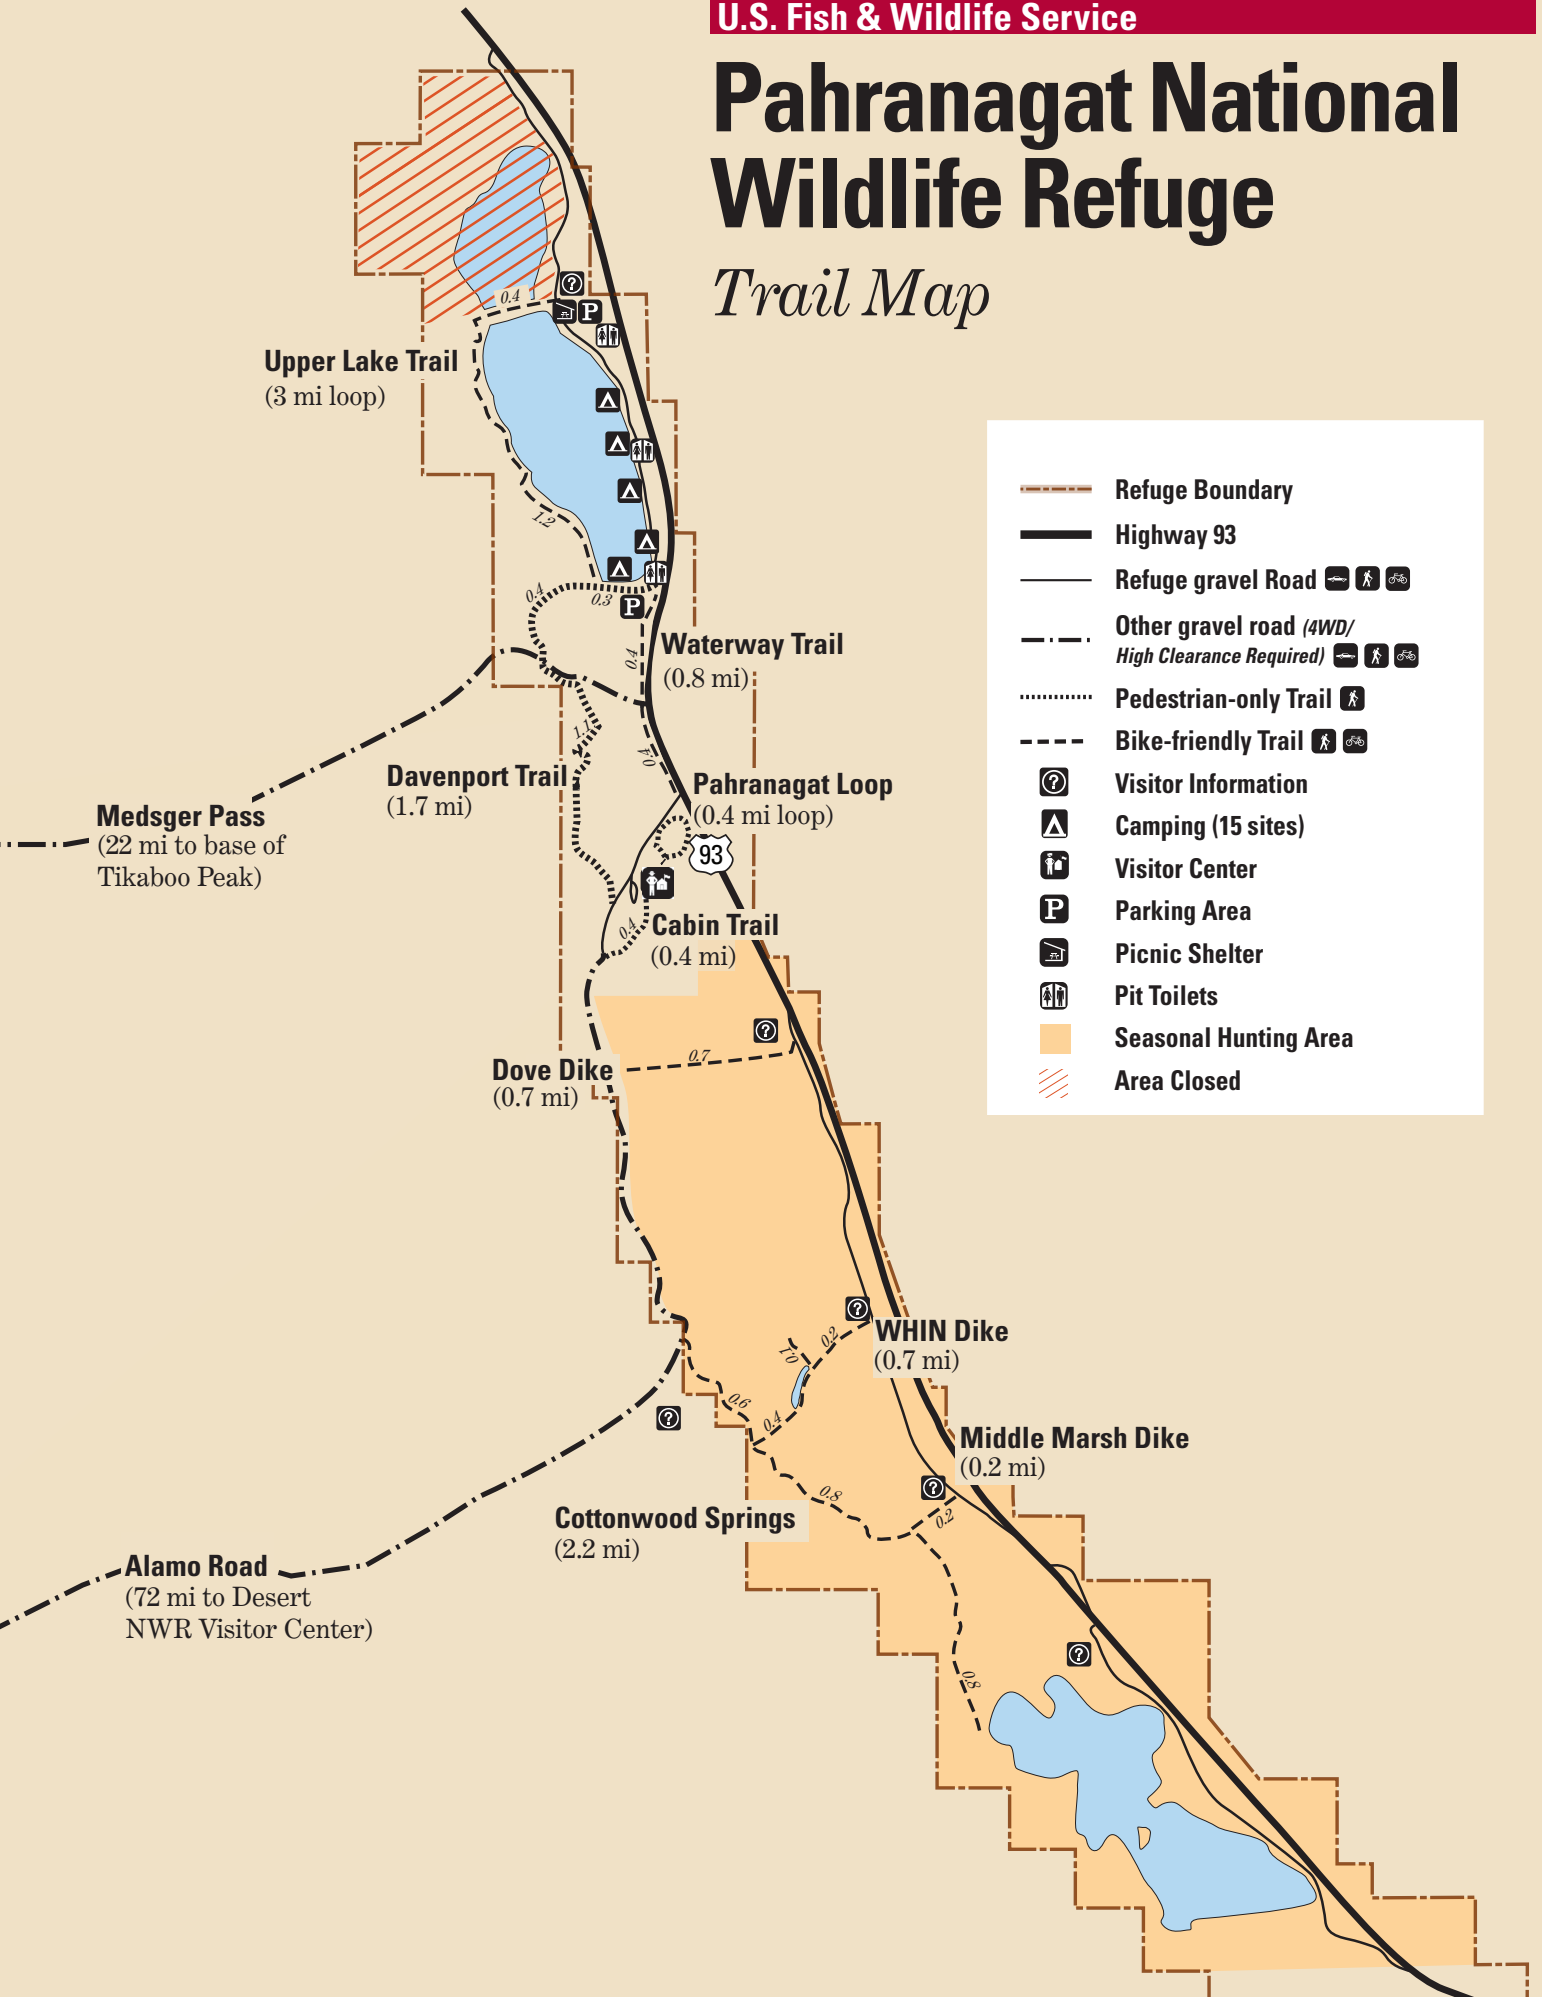 U.S. Fish & Wildlife Service
Pahranagat National
Wildlife Refuge
Trail Map
0.4
Upper Lake Trail
(3 mi loop)
1.2
0.4
0.3
P
P
Waterway Trail
(0.8 mi)
0.4
0.4
1.1
Davenport Trail
(1.7 mi)
Pahranagat Loop
(0.4 mi loop)
93
Medsger Pass
(22 mi to base of
Tikaboo Peak)
Cabin Trail
(0.4 mi)
0.4
0.7
Dove Dike
(0.7 mi)
WHIN Dike
(0.7 mi)
0.2
0.1
0.6
0.4
Middle Marsh Dike
(0.2 mi)
0.8
0.2
Cottonwood Springs
(2.2 mi)
Alamo Road
(72 mi to Desert
NWR Visitor Center)
0.8
Refuge Boundary
Highway 93
Refuge gravel Road
Other gravel road (4WD/
High Clearance Required)
Pedestrian-only Trail
Bike-friendly Trail
? Visitor Information
Camping (15 sites)
Visitor Center
P Parking Area
Picnic Shelter
Pit Toilets
Seasonal Hunting Area
Area Closed